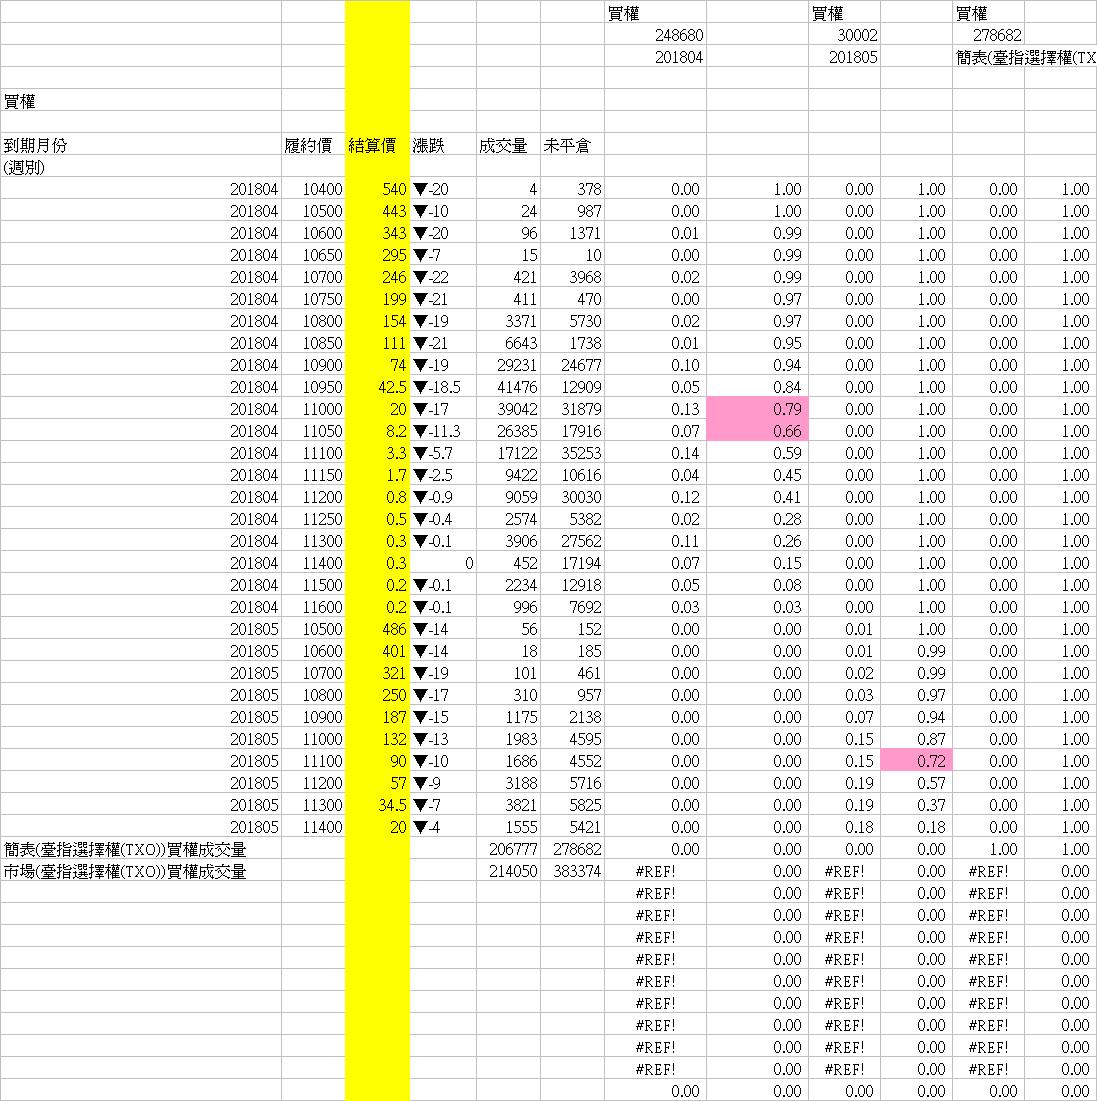 買權 買權 買權
248680 30002 278682
201804 201805 簡表(臺指選擇權(TX
買權
到期月份 履約價 結算價 漲跌 成交量 未平倉
(週別)
201804 10400 540 ▼-20 4 378 0.00 1.00 0.00 1.00 0.00 1.00
201804 10500 443 ▼-10 24 987 0.00 1.00 0.00 1.00 0.00 1.00
201804 10600 343 ▼-20 96 1371 0.01 0.99 0.00 1.00 0.00 1.00
201804 10650 295 ▼-7 15 10 0.00 0.99 0.00 1.00 0.00 1.00
201804 10700 246 ▼-22 421 3968 0.02 0.99 0.00 1.00 0.00 1.00
201804 10750 199 ▼-21 411 470 0.00 0.97 0.00 1.00 0.00 1.00
201804 10800 154 ▼-19 3371 5730 0.02 0.97 0.00 1.00 0.00 1.00
201804 10850 111 ▼-21 6643 1738 0.01 0.95 0.00 1.00 0.00 1.00
201804 10900 74 ▼-19 29231 24677 0.10 0.94 0.00 1.00 0.00 1.00
201804 10950 42.5 ▼-18.5 41476 12909 0.05 0.84 0.00 1.00 0.00 1.00
201804 11000 20 ▼-17 39042 31879 0.13 0.79 0.00 1.00 0.00 1.00
201804 11050 8.2 ▼-11.3 26385 17916 0.07 0.66 0.00 1.00 0.00 1.00
201804 11100 3.3 ▼-5.7 17122 35253 0.14 0.59 0.00 1.00 0.00 1.00
201804 11150 1.7 ▼-2.5 9422 10616 0.04 0.45 0.00 1.00 0.00 1.00
201804 11200 0.8 ▼-0.9 9059 30030 0.12 0.41 0.00 1.00 0.00 1.00
201804 11250 0.5 ▼-0.4 2574 5382 0.02 0.28 0.00 1.00 0.00 1.00
201804 11300 0.3 ▼-0.1 3906 27562 0.11 0.26 0.00 1.00 0.00 1.00
201804 11400 0.3 0 452 17194 0.07 0.15 0.00 1.00 0.00 1.00
201804 11500 0.2 ▼-0.1 2234 12918 0.05 0.08 0.00 1.00 0.00 1.00
201804 11600 0.2 ▼-0.1 996 7692 0.03 0.03 0.00 1.00 0.00 1.00
201805 10500 486 ▼-14 56 152 0.00 0.00 0.01 1.00 0.00 1.00
201805 10600 401 ▼-14 18 185 0.00 0.00 0.01 0.99 0.00 1.00
201805 10700 321 ▼-19 101 461 0.00 0.00 0.02 0.99 0.00 1.00
201805 10800 250 ▼-17 310 957 0.00 0.00 0.03 0.97 0.00 1.00
201805 10900 187 ▼-15 1175 2138 0.00 0.00 0.07 0.94 0.00 1.00
201805 11000 132 ▼-13 1983 4595 0.00 0.00 0.15 0.87 0.00 1.00
201805 11100 90 ▼-10 1686 4552 0.00 0.00 0.15 0.72 0.00 1.00
201805 11200 57 ▼-9 3188 5716 0.00 0.00 0.19 0.57 0.00 1.00
201805 11300 34.5 ▼-7 3821 5825 0.00 0.00 0.19 0.37 0.00 1.00
201805 11400 20 ▼-4 1555 5421 0.00 0.00 0.18 0.18 0.00 1.00
簡表(臺指選擇權(TXO))買權成交量 206777 278682 0.00 0.00 0.00 0.00 1.00 1.00
市場(臺指選擇權(TXO))買權成交量 214050 383374 #REF! 0.00 #REF! 0.00 #REF! 0.00
#REF! 0.00 #REF! 0.00 #REF! 0.00
#REF! 0.00 #REF! 0.00 #REF! 0.00
#REF! 0.00 #REF! 0.00 #REF! 0.00
#REF! 0.00 #REF! 0.00 #REF! 0.00
#REF! 0.00 #REF! 0.00 #REF! 0.00
#REF! 0.00 #REF! 0.00 #REF! 0.00
#REF! 0.00 #REF! 0.00 #REF! 0.00
#REF! 0.00 #REF! 0.00 #REF! 0.00
#REF! 0.00 #REF! 0.00 #REF! 0.00
0.00 0.00 0.00 0.00 0.00 0.00